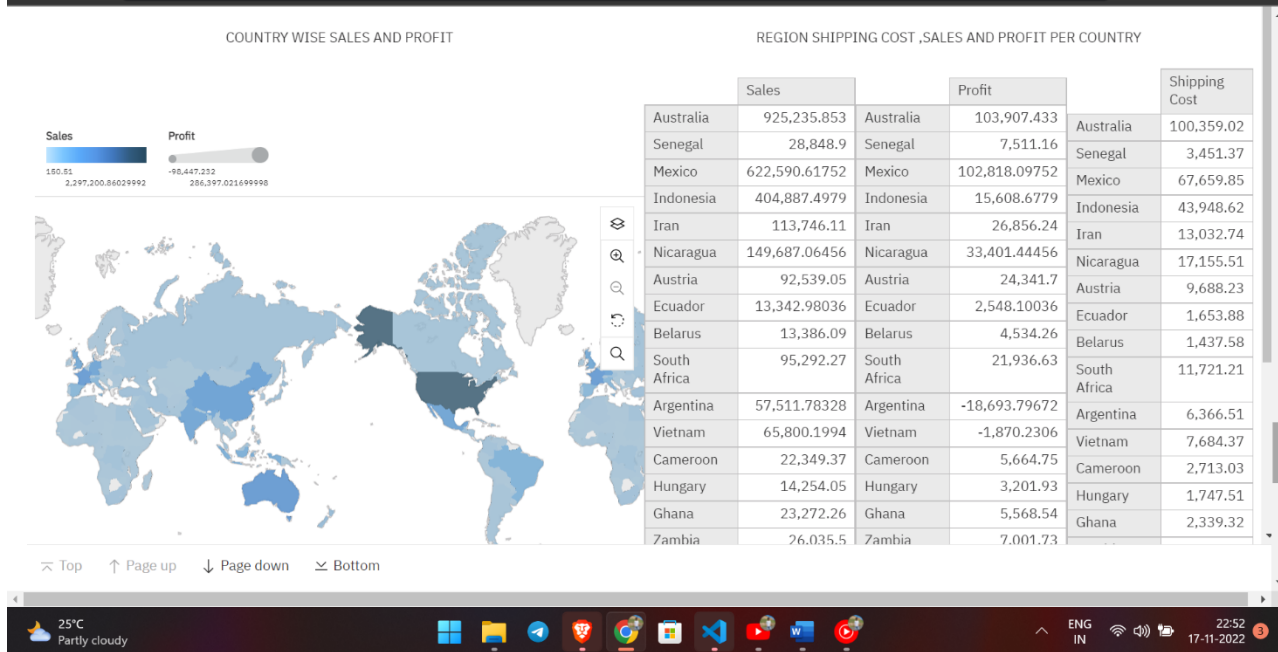 COUNTRY WISE SALES AND PROFIT
REGION SHIPPING COST ,SALES AND PROFIT PER COUNTRY
Sales
150.51
2,297,200.86029992
Profit
-98,447.232
286,397.021699998
Sales Profit
Australia 925,235.853 Australia 103,907.433
Senegal 28,848.9 Senegal 7,511.16
Mexico 622,590.61752 Mexico 102,818.09752
Indonesia 404,887.4979 Indonesia 15,608.6779
Iran 113,746.11 Iran 26,856.24
Nicaragua 149,687.06456 Nicaragua 33,401.44456
Austria 92,539.05 Austria 24,341.7
Ecuador 13,342.98036 Ecuador 2,548.10036
Belarus 13,386.09 Belarus 4,534.26
South 95,292.27 South 21,936.63
Africa Africa
Argentina 57,511.78328 Argentina -18,693.79672
Vietnam 65,800.1994 Vietnam -1,870.2306
Cameroon 22,349.37 Cameroon 5,664.75
Hungary 14,254.05 Hungary 3,201.93
Ghana 23,272.26 Ghana 5,568.54
Zambia 26,035.5 Zambia 7,001.73
Shipping
Cost
Australia 100,359.02
Senegal 3,451.37
Mexico 67,659.85
Indonesia 43,948.62
Iran 13,032.74
Nicaragua 17,155.51
Austria 9,688.23
Ecuador 1,653.88
Belarus 1,437.58
South 11,721.21
Africa
Argentina 6,366.51
Vietnam 7,684.37
Cameroon 2,713.03
Hungary 1,747.51
Ghana 2,339.32
Top Page up Page down Bottom
25°C
Partly cloudy
W
ENG
IN
22:52
17-11-2022
3